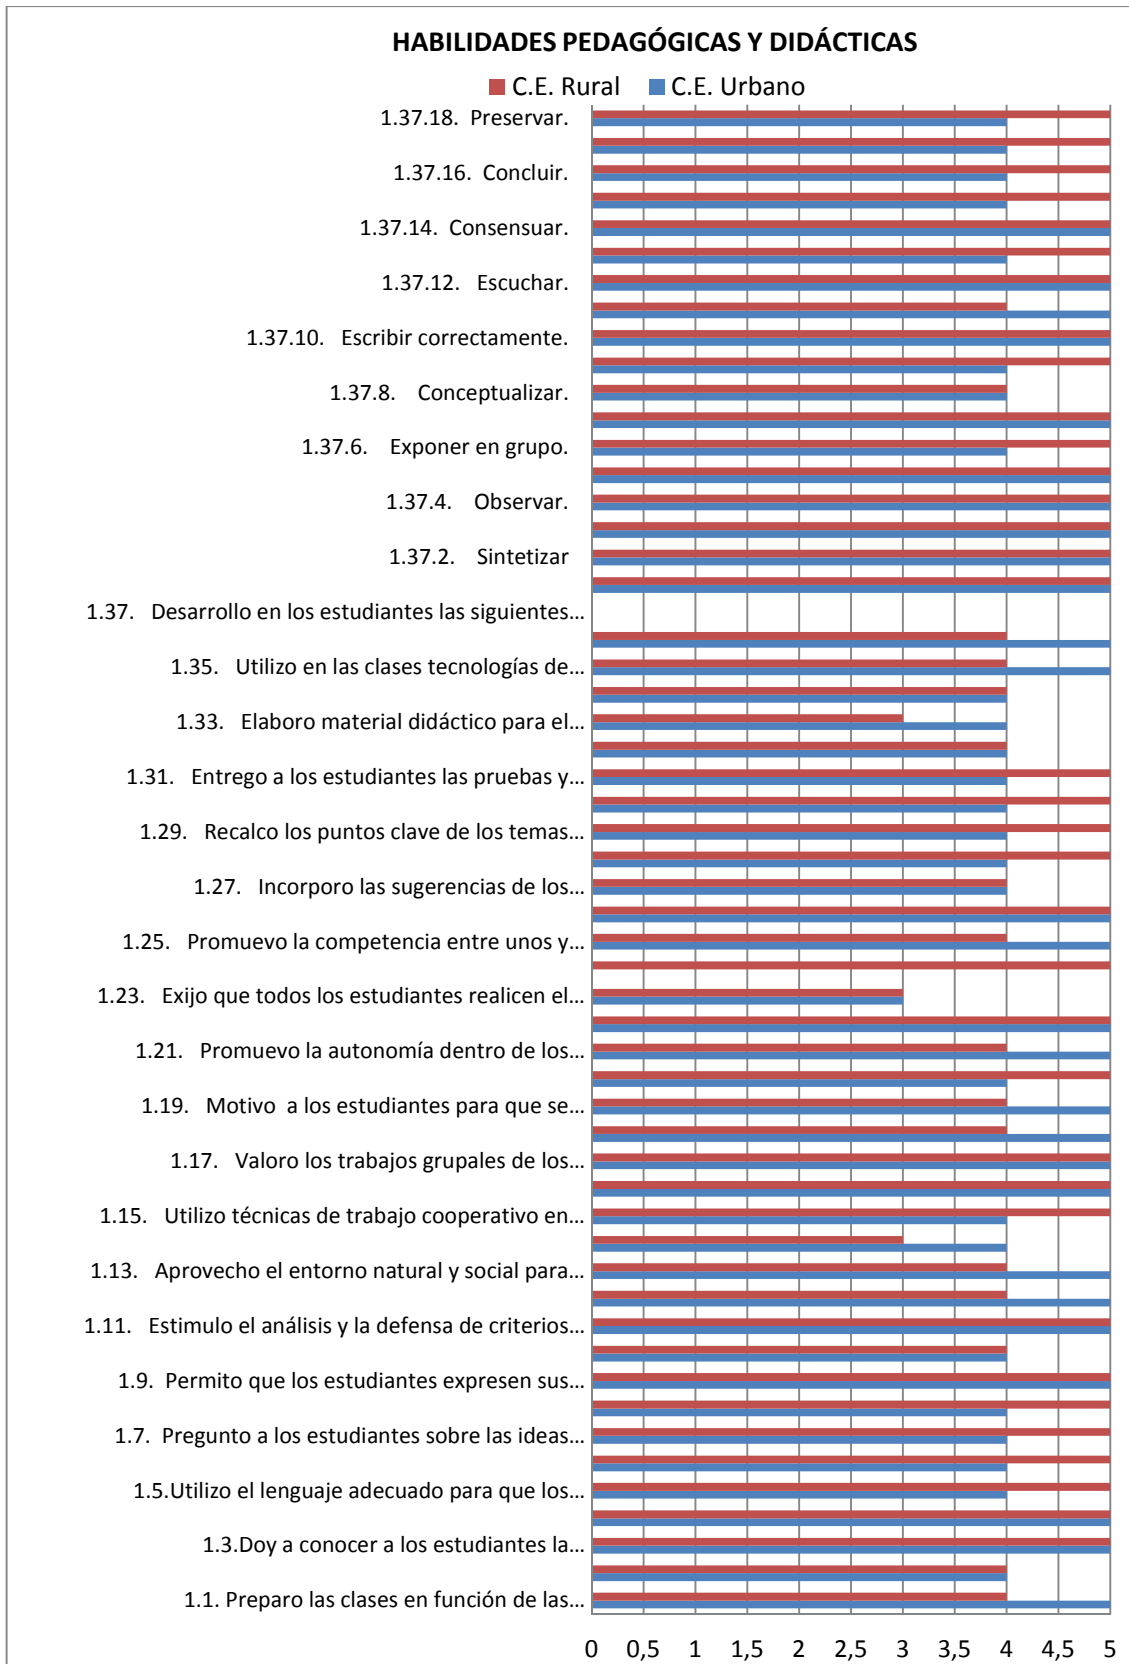 HABILIDADES PEDAGÓGICAS Y DIDÁCTICAS
C.E. Rural C.E. Urbano
1.37.18. Preservar.
1.37.16. Concluir.
1.37.14. Consensuar.
1.37.12. Escuchar.
1.37.10. Escribir correctamente.
1.37.8. Conceptualizar.
1.37.6. Exponer en grupo.
1.37.4. Observar.
1.37.2. Sintetizar
1.37. Desarrollo en los estudiantes las siguientes…
1.35. Utilizo en las clases tecnologías de…
1.33. Elaboro material didáctico para el…
1.31. Entrego a los estudiantes las pruebas y…
1.29. Recalco los puntos clave de los temas…
1.27. Incorporo las sugerencias de los…
1.25. Promuevo la competencia entre unos y…
1.23. Exijo que todos los estudiantes realicen el…
1.21. Promuevo la autonomía dentro de los…
1.19. Motivo a los estudiantes para que se…
1.17. Valoro los trabajos grupales de los…
1.15. Utilizo técnicas de trabajo cooperativo en…
1.13. Aprovecho el entorno natural y social para…
1.11. Estimulo el análisis y la defensa de criterios…
1.9. Permito que los estudiantes expresen sus…
1.7. Pregunto a los estudiantes sobre las ideas…
1.5.Utilizo el lenguaje adecuado para que los…
1.3.Doy a conocer a los estudiantes la…
1.1. Preparo las clases en función de las…
0 0,5 1 1,5 2 2,5 3 3,5 4 4,5 5